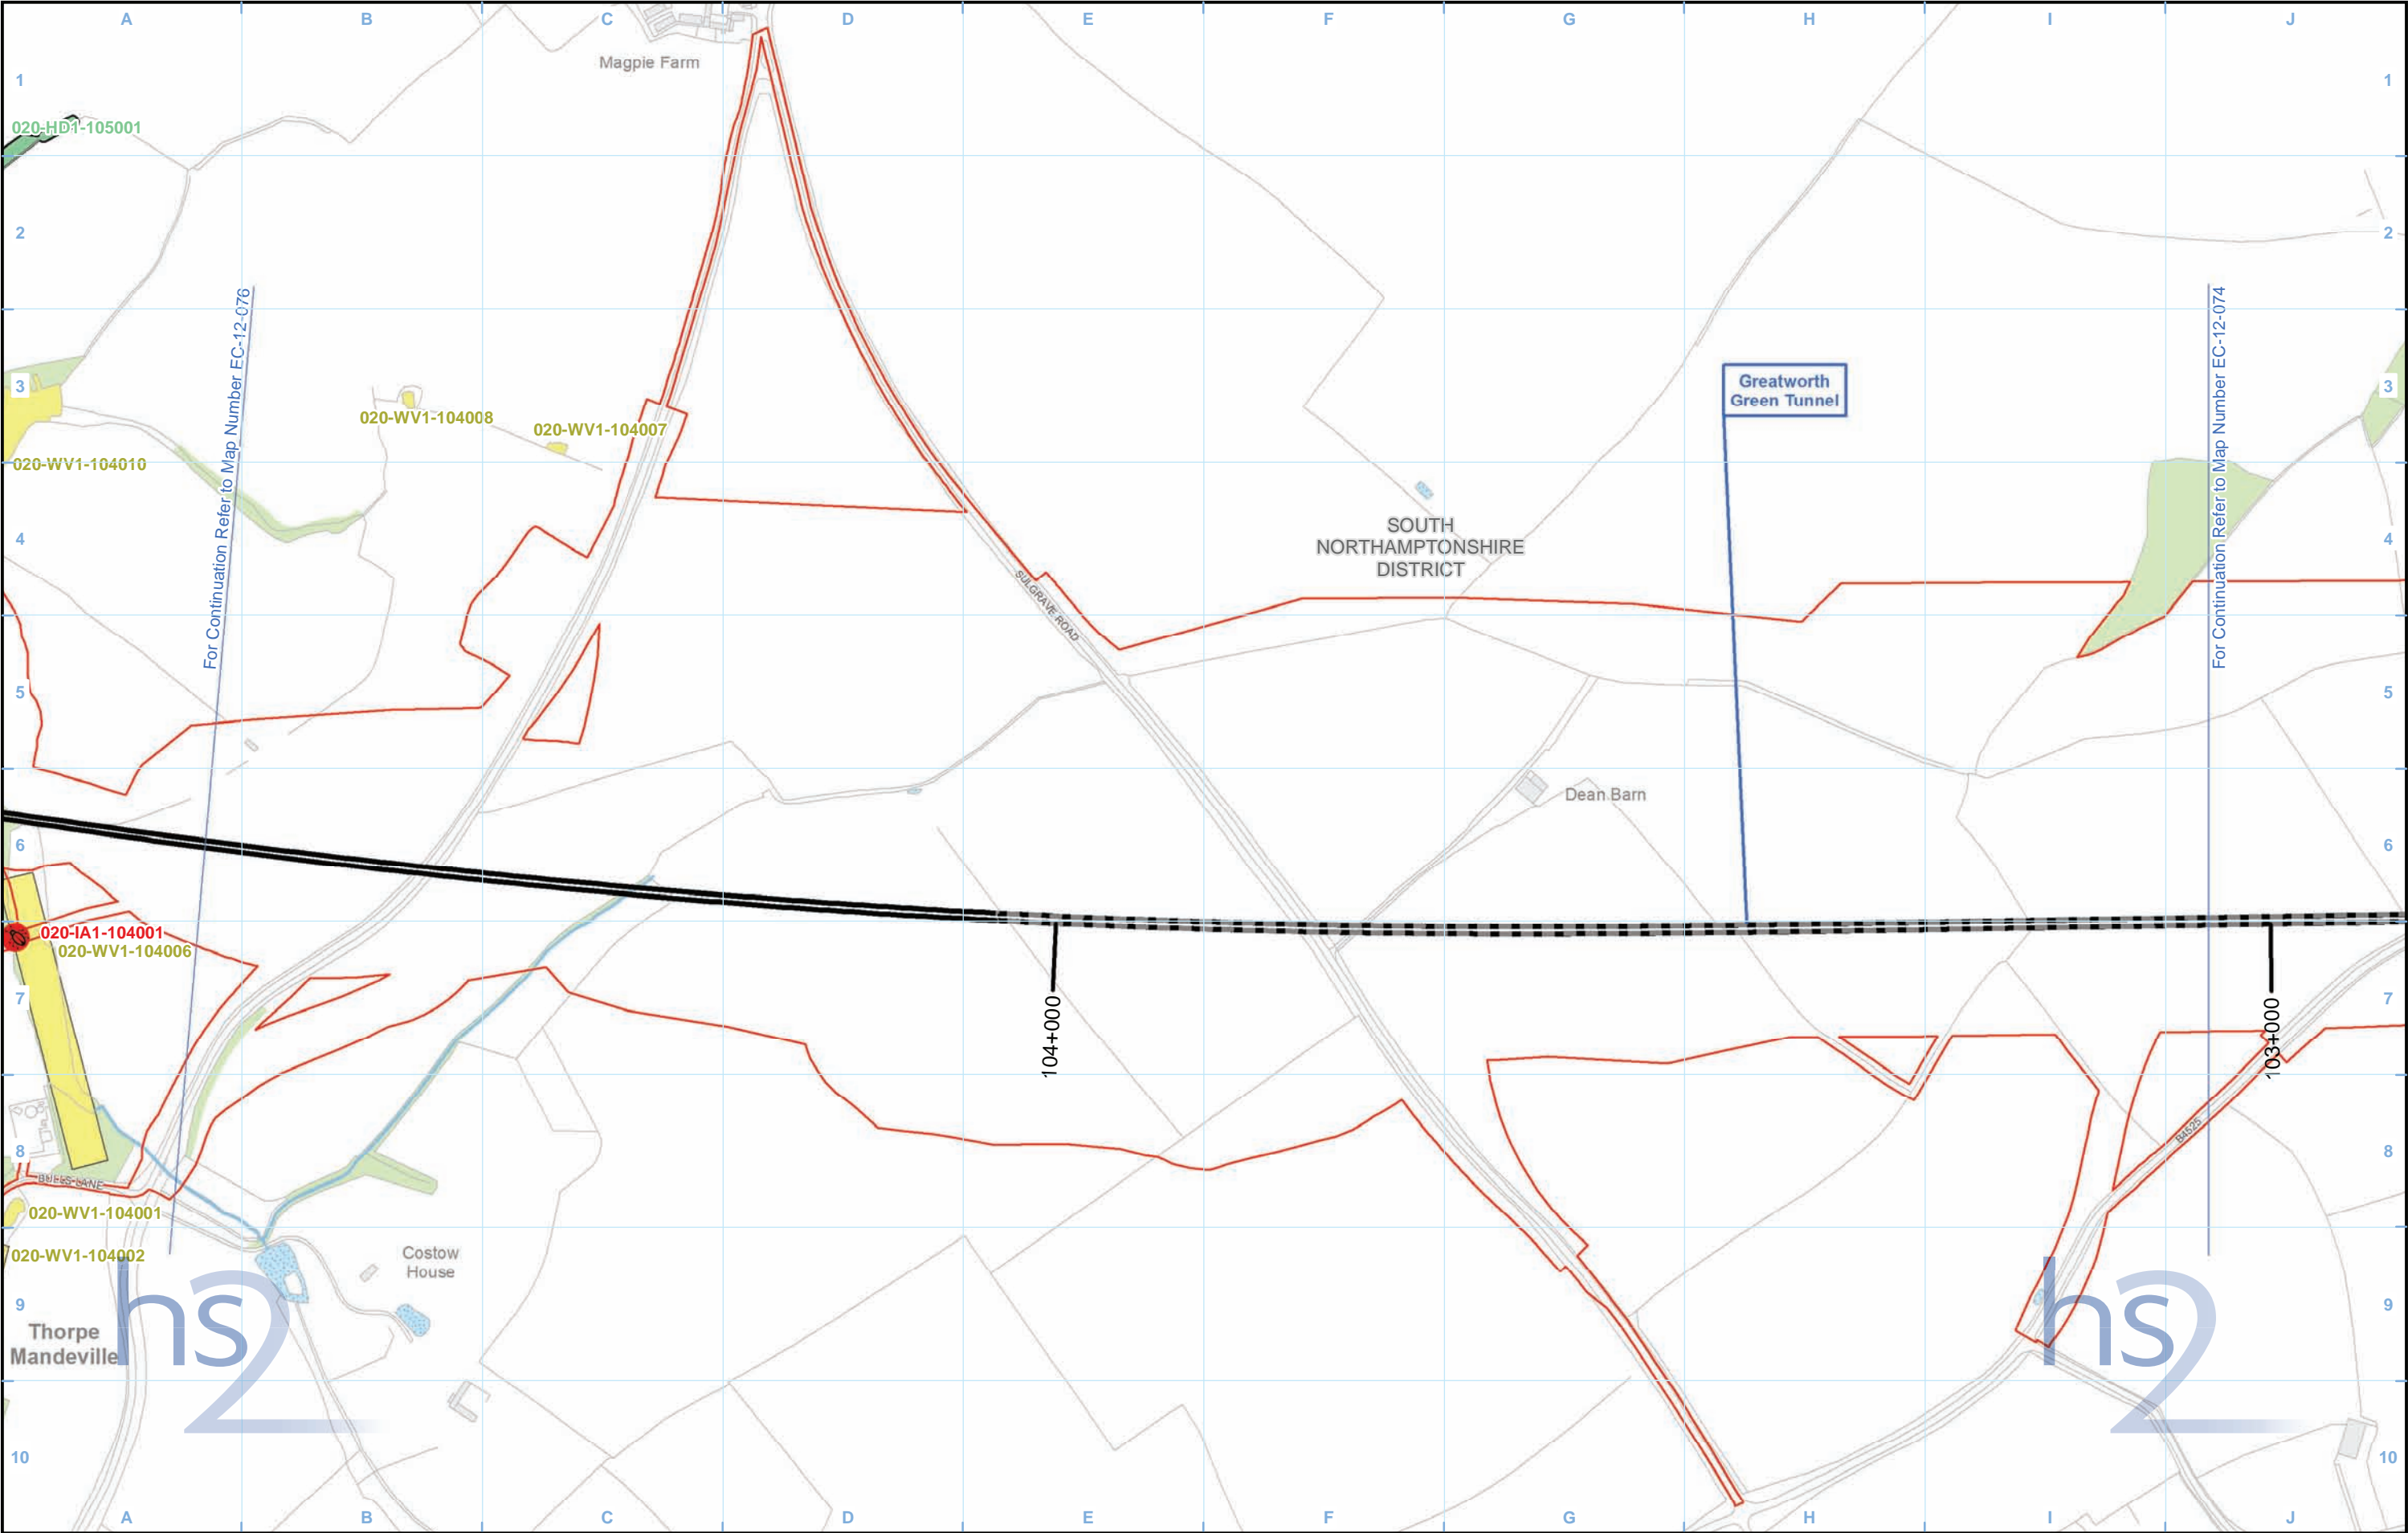 A B C D E F G H I J
Magpie Farm
1 1
020-HD1-105001
2 2
For Continuation Refer to Map Number EC-12-076
For Continuation Refer to Map Number EC-12-074
3 3
Greatworth
Green Tunnel
020-WV1-104008
020-WV1-104007
020-WV1-104010
SOUTH
NORTHAMPTONSHIRE
DISTRICT
4 4
SULGRAVE ROAD
5 5
Dean Barn
6 6
020-IA1-104001
020-WV1-104006
7 7
104+000
103+000
8 8
B4525
BULLS LANE
020-WV1-104001
020-WV1-104002
Costow
House
9 9
hs2
hs2
Thorpe
Mandeville
10 10
A B C D E F G H I J